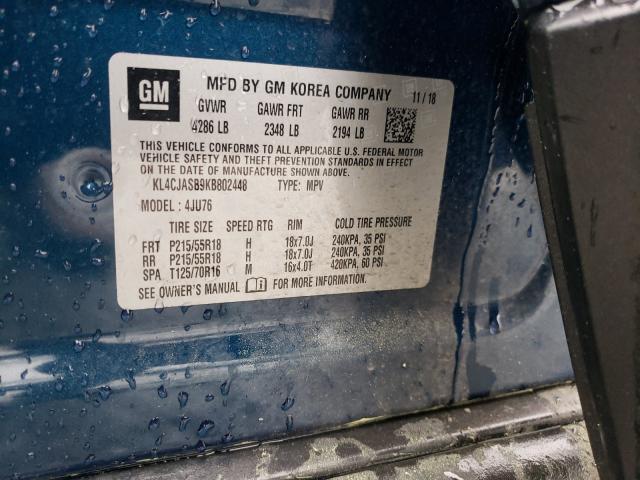 GM
MFD BY GM KOREA COMPANY 11/18
GVWR GAWR FRT GAWR RR
4286 LB 2348 LB 2194 LB
THIS VEHICLE CONFORMS TO ALL APPLICABLE U.S. FEDERAL MOTOR
VEHICLE SAFETY AND THEFT PREVENTION STANDARDS IN EFFECT
ON THE DATE OF MANUFACTURE SHOWN ABOVE.
KL4CJASB9KB802448 TYPE: MPV
MODEL : 4JU76
TIRE SIZE SPEED RTG RIM COLD TIRE PRESSURE
FRT P215/55R18 H 18x7.0J 240KPA, 35 PSI
RR P215/55R18 H 18x7.0J 240KPA, 35 PSI
SPA T125/70R16 M 16x4.0T 420KPA, 60 PSI
SEE OWNER'S MANUAL FOR MORE INFORMATION.